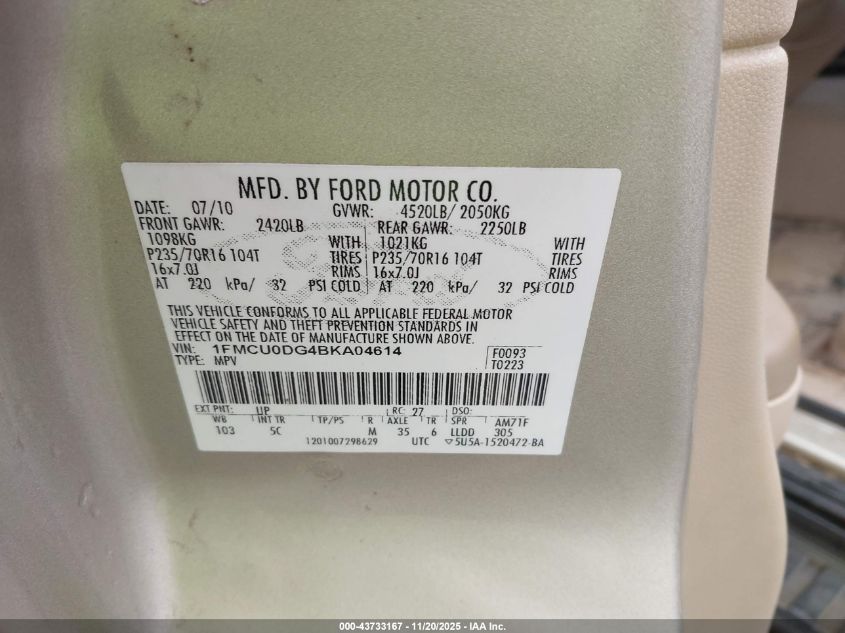 MFD. BY FORD MOTOR CO.
DATE: 07/10 GVWR: 4520LB/ 2050KG
FRONT GAWR: 2420LB REAR GAWR: 2250LB
1098KG WITH 1021KG WITH
P235/70R16 104T TIRES P235/70R16 104T TIRES
16x7.0J RIMS 16x7.0J RIMS
AT 220 kPa/ 32 PSI COLD AT 220 kPa/ 32 PSI COLD
THIS VEHICLE CONFORMS TO ALL APPLICABLE FEDERAL MOTOR
VEHICLE SAFETY AND THEFT PREVENTION STANDARDS IN
EFFECT ON THE DATE OF MANUFACTURE SHOWN ABOVE.
VIN: 1FMCU0DG4BKA04614 F0093
TYPE: MPV T0223
EXT PNT: UP RC: 27 DSO:
WB INT TR TP/PS R AXLE TR SPR AM71F
103 5C M 35 6 LLDD 305
1201007298629 UTC ▽5U5A-1520472-BA
000-43733167 - 11/20/2025 - IAA Inc.